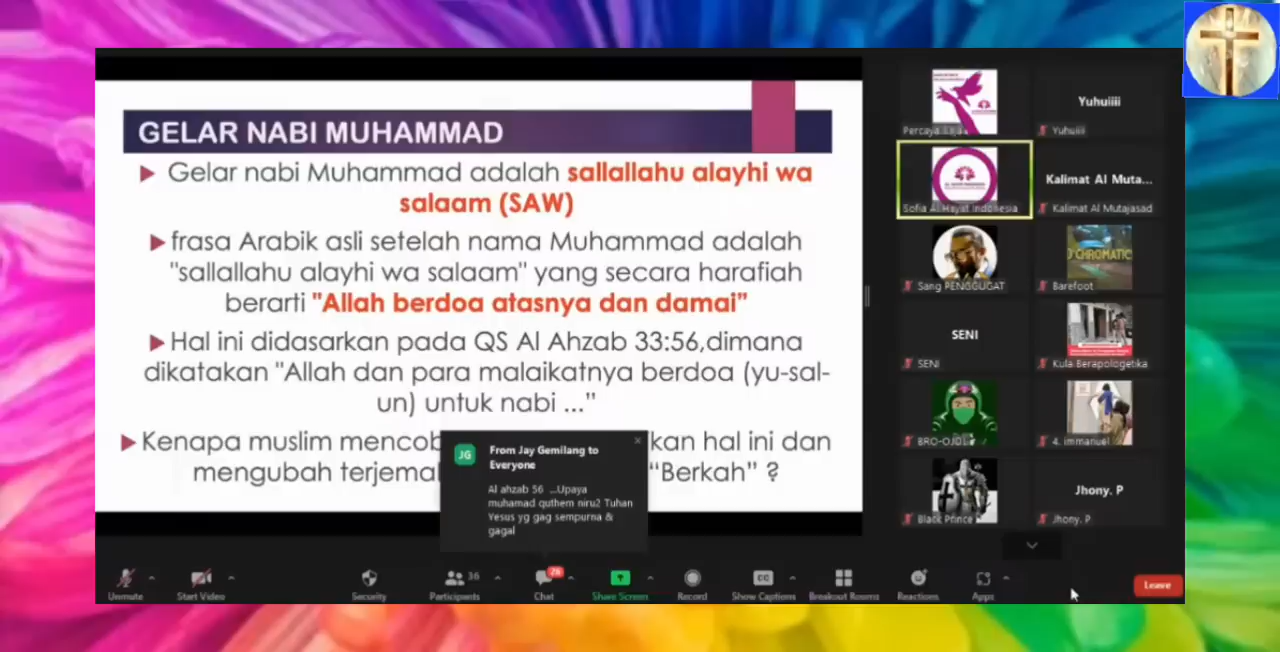 GELAR NABI MUHAMMAD
Gelar nabi Muhammad adalah sallallahu alayhi wa
salaam (SAW)
frasa Arabik asli setelah nama Muhammad adalah
"sallallahu alayhi wa salaam" yang secara harafiah
berarti "Allah berdoa atasnya dan damai”
Hal ini didasarkan pada QS Al Ahzab 33:56,dimana
dikatakan "Allah dan para malaikatnya berdoa (yu-sal-
un) untuk nabi ..."
Kenapa muslim mencob kan hal ini dan
mengubah terjemah “Berkah” ?
JG
From Jay Gemilang to
Everyone
Al ahzab 56 ...Upaya
muhamad quthem niru2 Tuhan
Yesus yg gag sempurna &
gagal
Percaya
Yuhuiiii
Yuhuiiii
Sofia Al Hayat Indonesia
Kalimat Al Muta...
Kalimat Al Mutajasad
Sang PENGGUGAT
D'CHROMATIC
Barefoot
SENI
SENI
Kula Berapologetika
BRO-OJOL
4. immanuel
Black Prince
Jhony. P
Jhony. P
Unmute
Start Video
Security
36
Participants
26
Chat
Share Screen
Record
CC
Show Captions
Breakout Rooms
Reactions
Apps
Leave